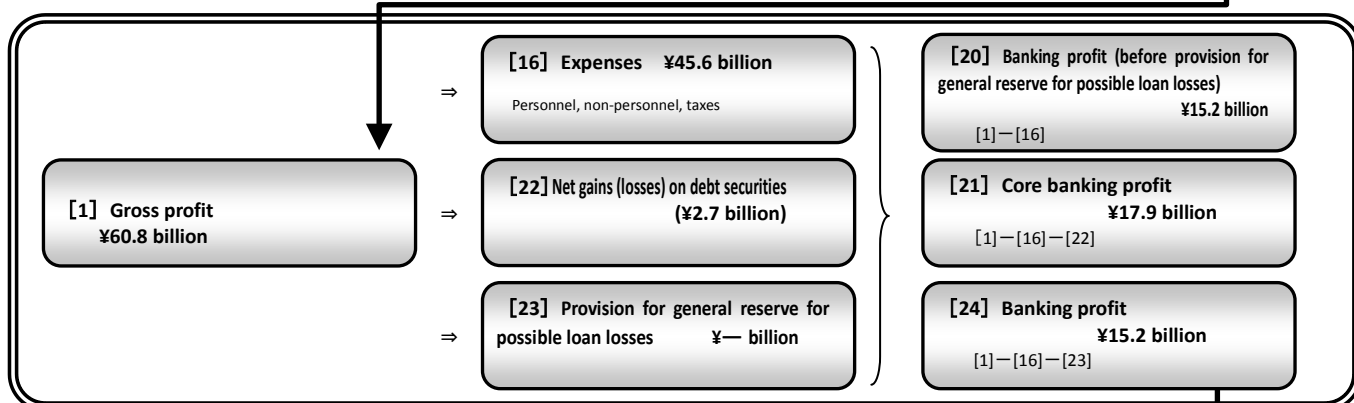 [1] Gross profit
¥60.8 billion
⇒
[16] Expenses ¥45.6 billion
Personnel, non-personnel, taxes
⇒
[22] Net gains (losses) on debt securities
(¥2.7 billion)
⇒
[23] Provision for general reserve for
possible loan losses ¥— billion
[20] Banking profit (before provision for
general reserve for possible loan losses)
¥15.2 billion
[1]－[16]
[21] Core banking profit
¥17.9 billion
[1]－[16]－[22]
[24] Banking profit
¥15.2 billion
[1]－[16]－[23]